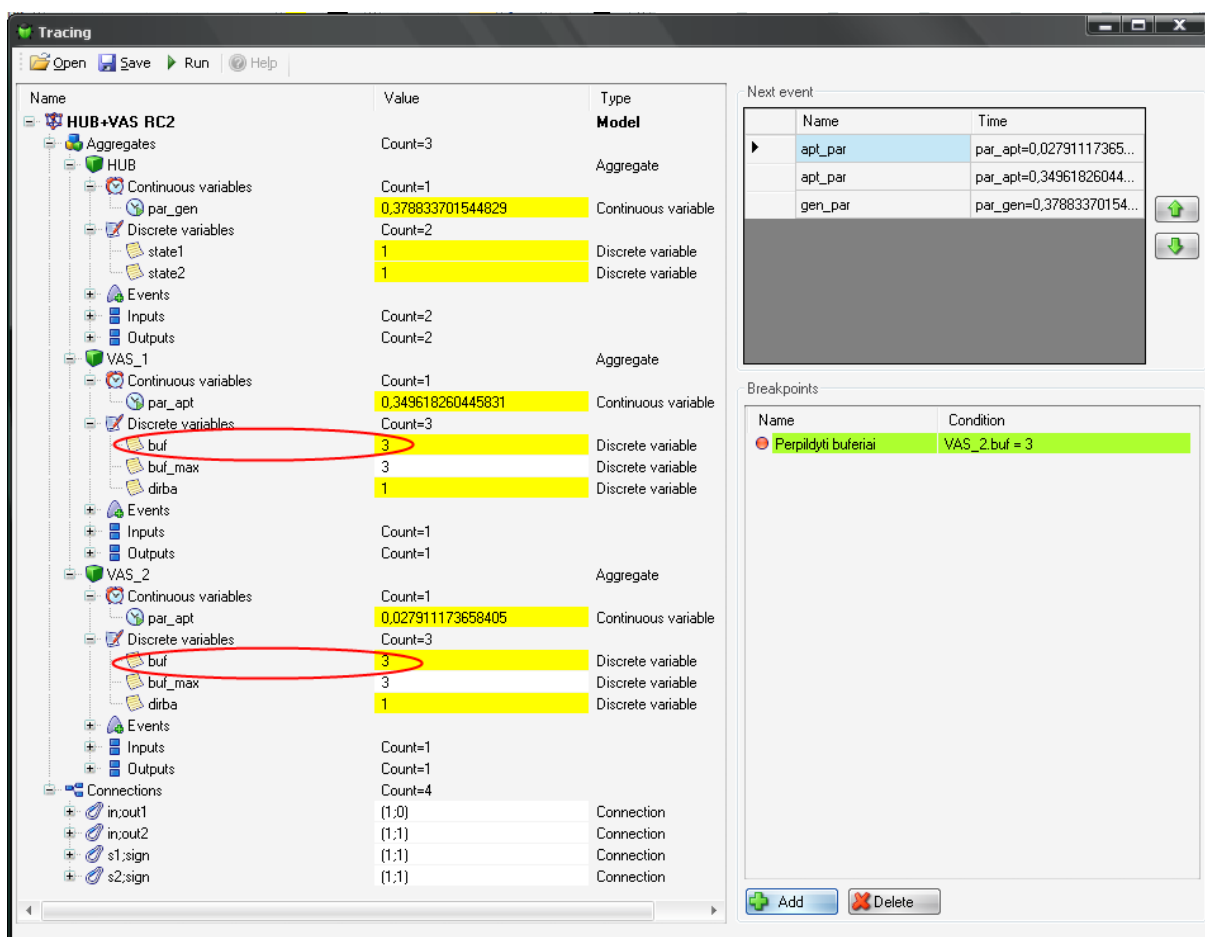 Tracing
Open Save Run Help
Name Value Type
HUB+VAS RC2 Model
Aggregates Count=3
HUB Aggregate
Continuous variables Count=1
par_gen 0,378833701544829 Continuous variable
Discrete variables Count=2
state1 1 Discrete variable
state2 1 Discrete variable
Events
Inputs Count=2
Outputs Count=2
VAS_1 Aggregate
Continuous variables Count=1
par_apt 0,349618260445831 Continuous variable
Discrete variables Count=3
buf 3 Discrete variable
buf_max 3 Discrete variable
dirba 1 Discrete variable
Events
Inputs Count=1
Outputs Count=1
VAS_2 Aggregate
Continuous variables Count=1
par_apt 0,027911173658405 Continuous variable
Discrete variables Count=3
buf 3 Discrete variable
buf_max 3 Discrete variable
dirba 1 Discrete variable
Events
Inputs Count=1
Outputs Count=1
Connections Count=4
in;out1 (1;0) Connection
in;out2 (1;1) Connection
s1;sign (1;1) Connection
s2;sign (1;1) Connection
Next event
Name Time
apt_par par_apt=0,02791117365...
apt_par par_apt=0,34961826044...
gen_par par_gen=0,37883370154...
Breakpoints
Name Condition
Perpildyti buferiai VAS_2.buf = 3
Add Delete